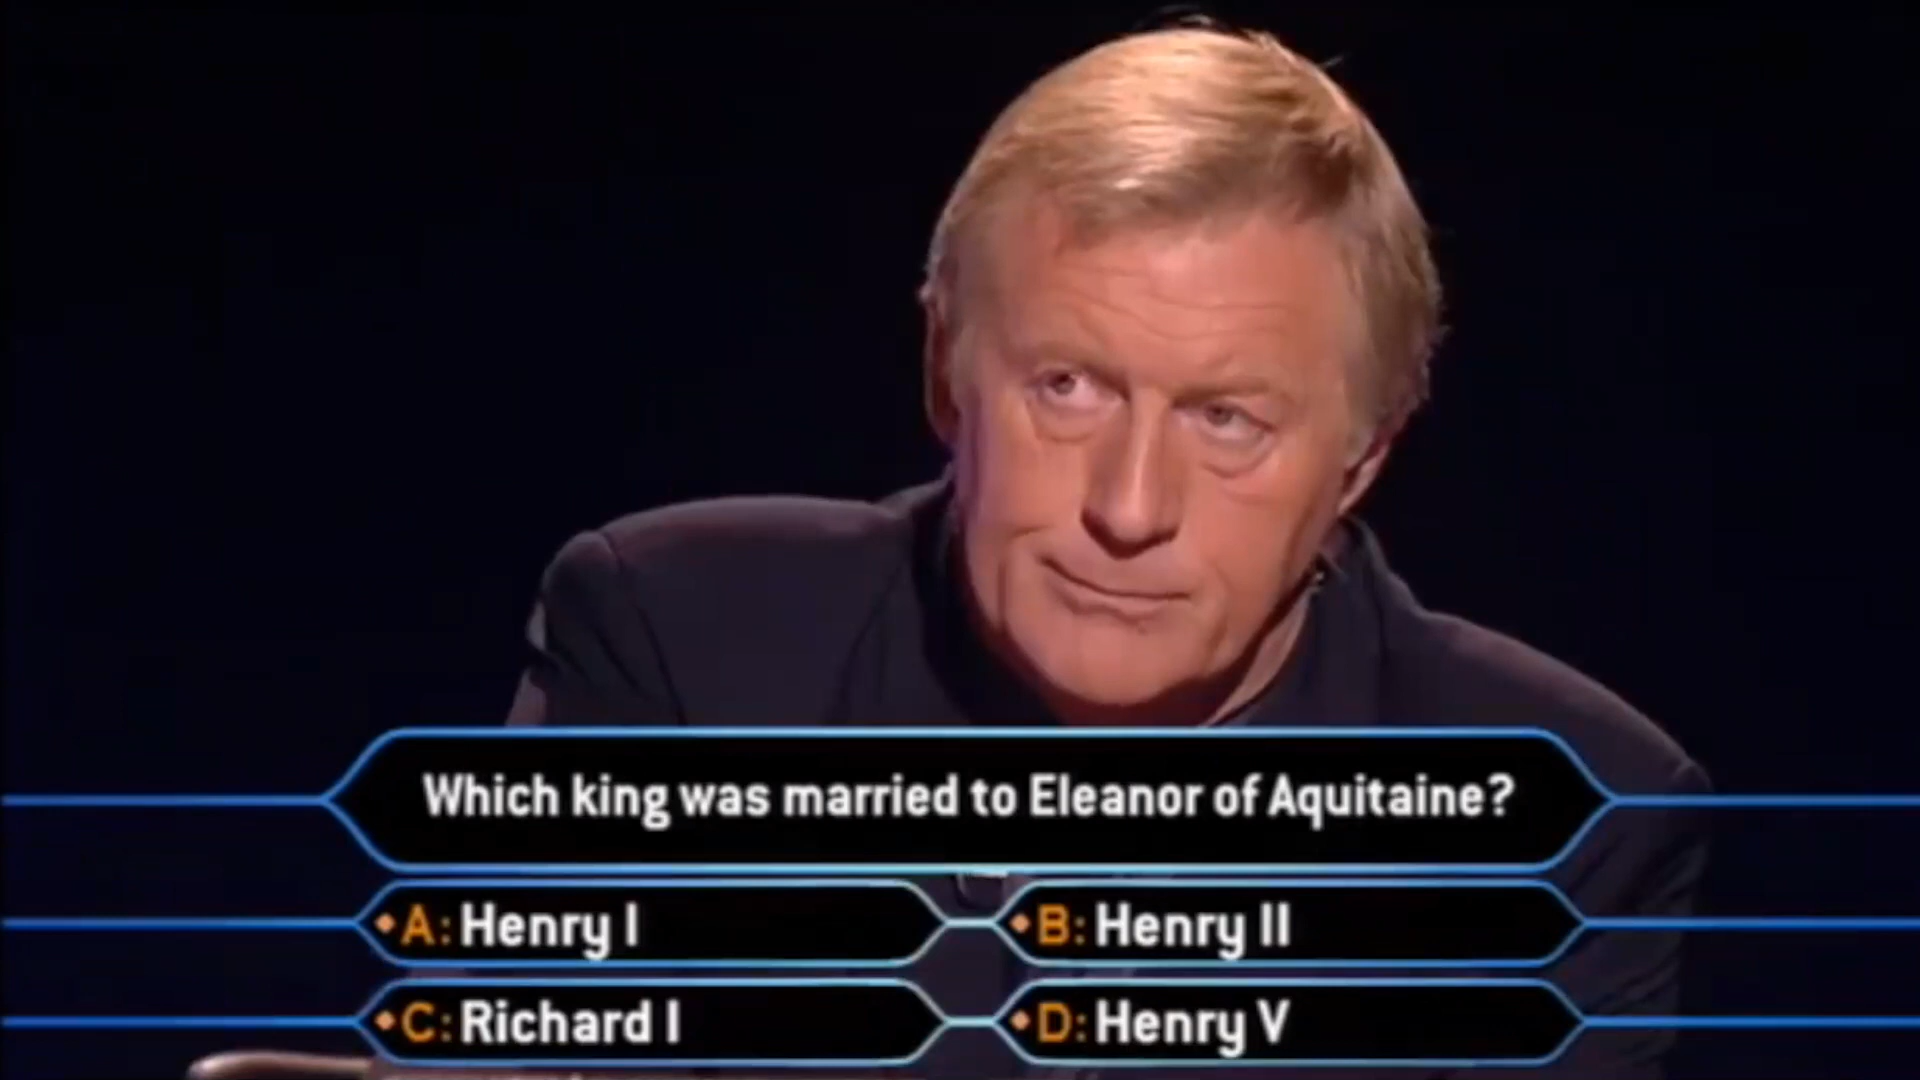 Which king was married to Eleanor of Aquitaine?
A: Henry I
B: Henry II
C: Richard I
D: Henry V